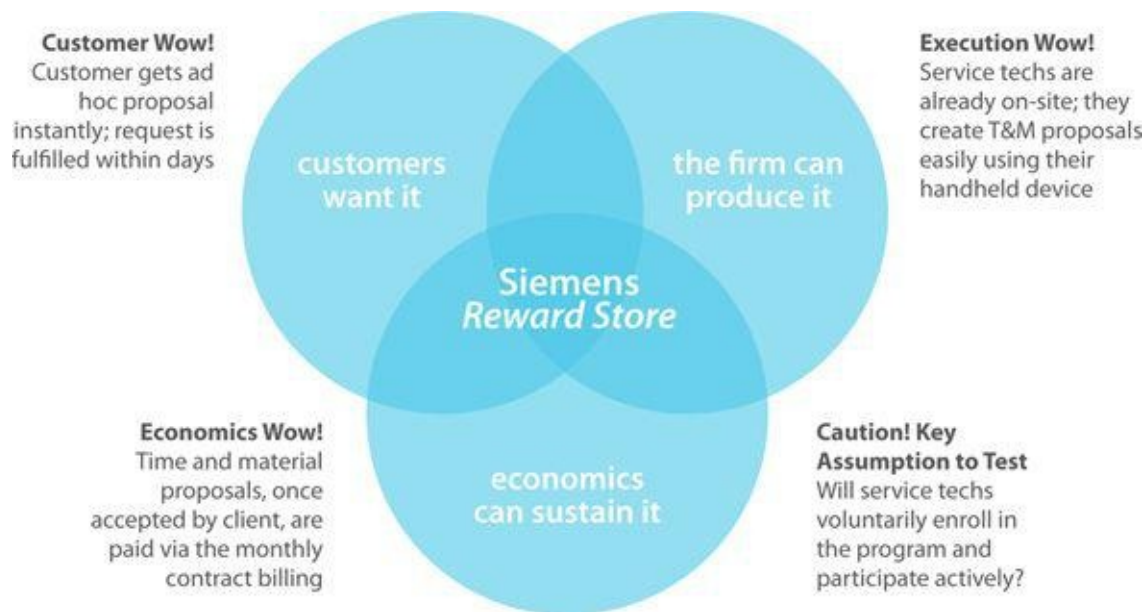 Customer Wow!
Customer gets ad
hoc proposal
instantly; request is
fulfilled within days
Execution Wow!
Service techs are
already on-site; they
create T&M proposals
easily using their
handheld device
customers
want it
the firm can
produce it
Siemens
Reward Store
economics
can sustain it
Economics Wow!
Time and material
proposals, once
accepted by client, are
paid via the monthly
contract billing
Caution! Key
Assumption to Test
Will service techs
voluntarily enroll in
the program and
participate actively?